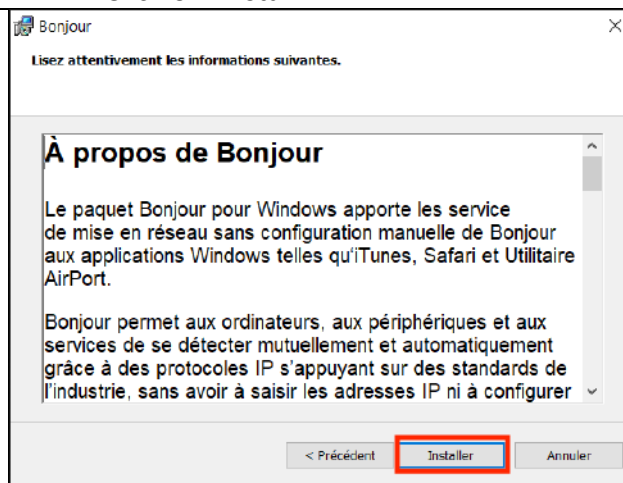 Bonjour
Lisez attentivement les informations suivantes.
À propos de Bonjour
Le paquet Bonjour pour Windows apporte les service
de mise en réseau sans configuration manuelle de Bonjour
aux applications Windows telles qu'iTunes, Safari et Utilitaire
AirPort.
Bonjour permet aux ordinateurs, aux périphériques et aux
services de se détecter mutuellement et automatiquement
grâce à des protocoles IP s'appuyant sur des standards de
l'industrie, sans avoir à saisir les adresses IP ni à configurer
< Précédent Installer Annuler